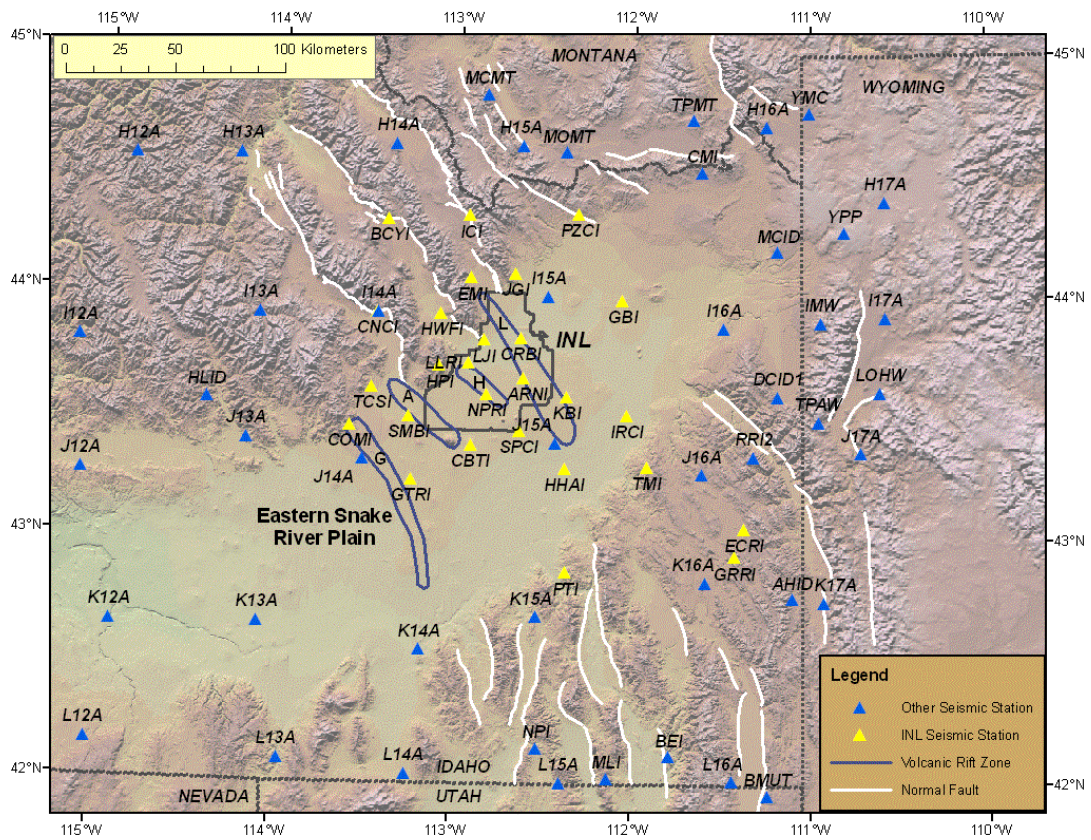 115°W 114°W 113°W 112°W 111°W 110°W
45°N 45°N
0 25 50 100 Kilometers
MONTANA
MCMT
WYOMING
YMC
TPMT
H16A
H14A
H15A
MOMT
H12A
H13A
CMI
H17A
BCYI
ICI
PZCI
YPP
MCID
44°N
44°N
EMI
JGI
I15A
GBI
I12A
I13A
I14A
CNCI
HWFI
L
INL
I16A
IMW
I17A
LLRI
LJI
CRBI
HPI
H
HLID
TCSI
A
NPRI
ARNI
KBI
DCID1
TPAW
LOHW
J12A
J13A
COMI
SMBI
J15A
SPCI
IRCI
RRI2
J17A
G
J14A
CBTI
HHAI
TMI
J16A
GTRI
43°N
43°N
Eastern Snake
River Plain
ECRI
GRRI
PTI
K16A
AHID
K17A
K12A
K13A
K15A
K14A
Legend
Other Seismic Station
INL Seismic Station
Volcanic Rift Zone
Normal Fault
L12A
L13A
L14A
NPI
BEI
42°N
42°N
IDAHO
L15A
MLI
L16A
BMUT
NEVADA
UTAH
115°W 114°W 113°W 112°W 111°W 110°W